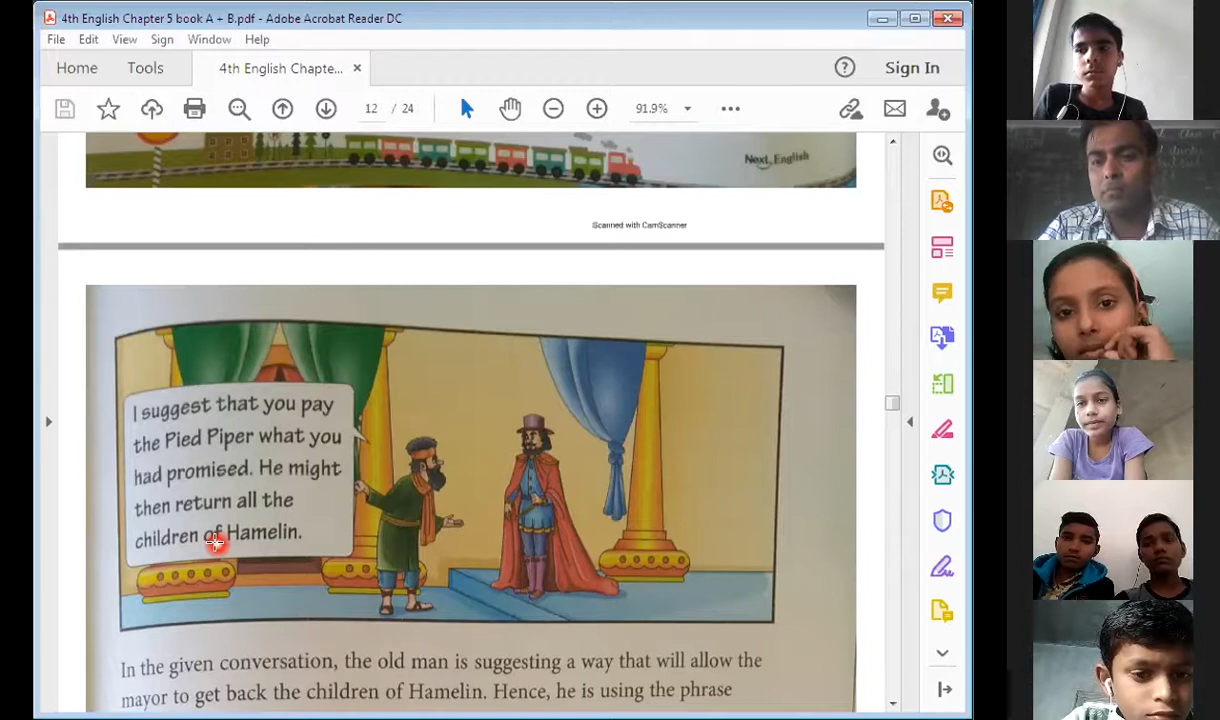 4th English Chapter 5 book A + B.pdf - Adobe Acrobat Reader DC
File Edit View Sign Window Help
Home Tools 4th English Chapte... × Sign In
12 / 24 91.9%
Next, English
Scanned with CamScanner
I suggest that you pay
the Pied Piper what you
had promised. He might
then return all the
children of Hamelin.
In the given conversation, the old man is suggesting a way that will allow the
mayor to get back the children of Hamelin. Hence, he is using the phrase